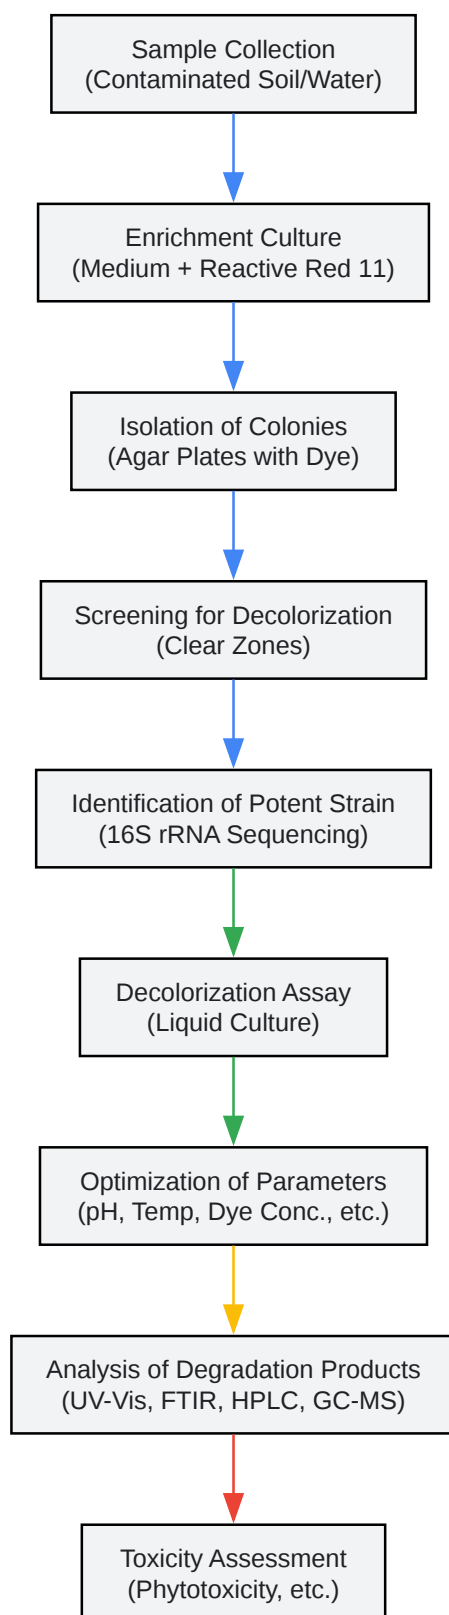 Sample Collection
(Contaminated Soil/Water)
Enrichment Culture
(Medium + Reactive Red 11)
Isolation of Colonies
(Agar Plates with Dye)
Screening for Decolorization
(Clear Zones)
Identification of Potent Strain
(16S rRNA Sequencing)
Decolorization Assay
(Liquid Culture)
Optimization of Parameters
(pH, Temp, Dye Conc., etc.)
Analysis of Degradation Products
(UV-Vis, FTIR, HPLC, GC-MS)
Toxicity Assessment
(Phytotoxicity, etc.)